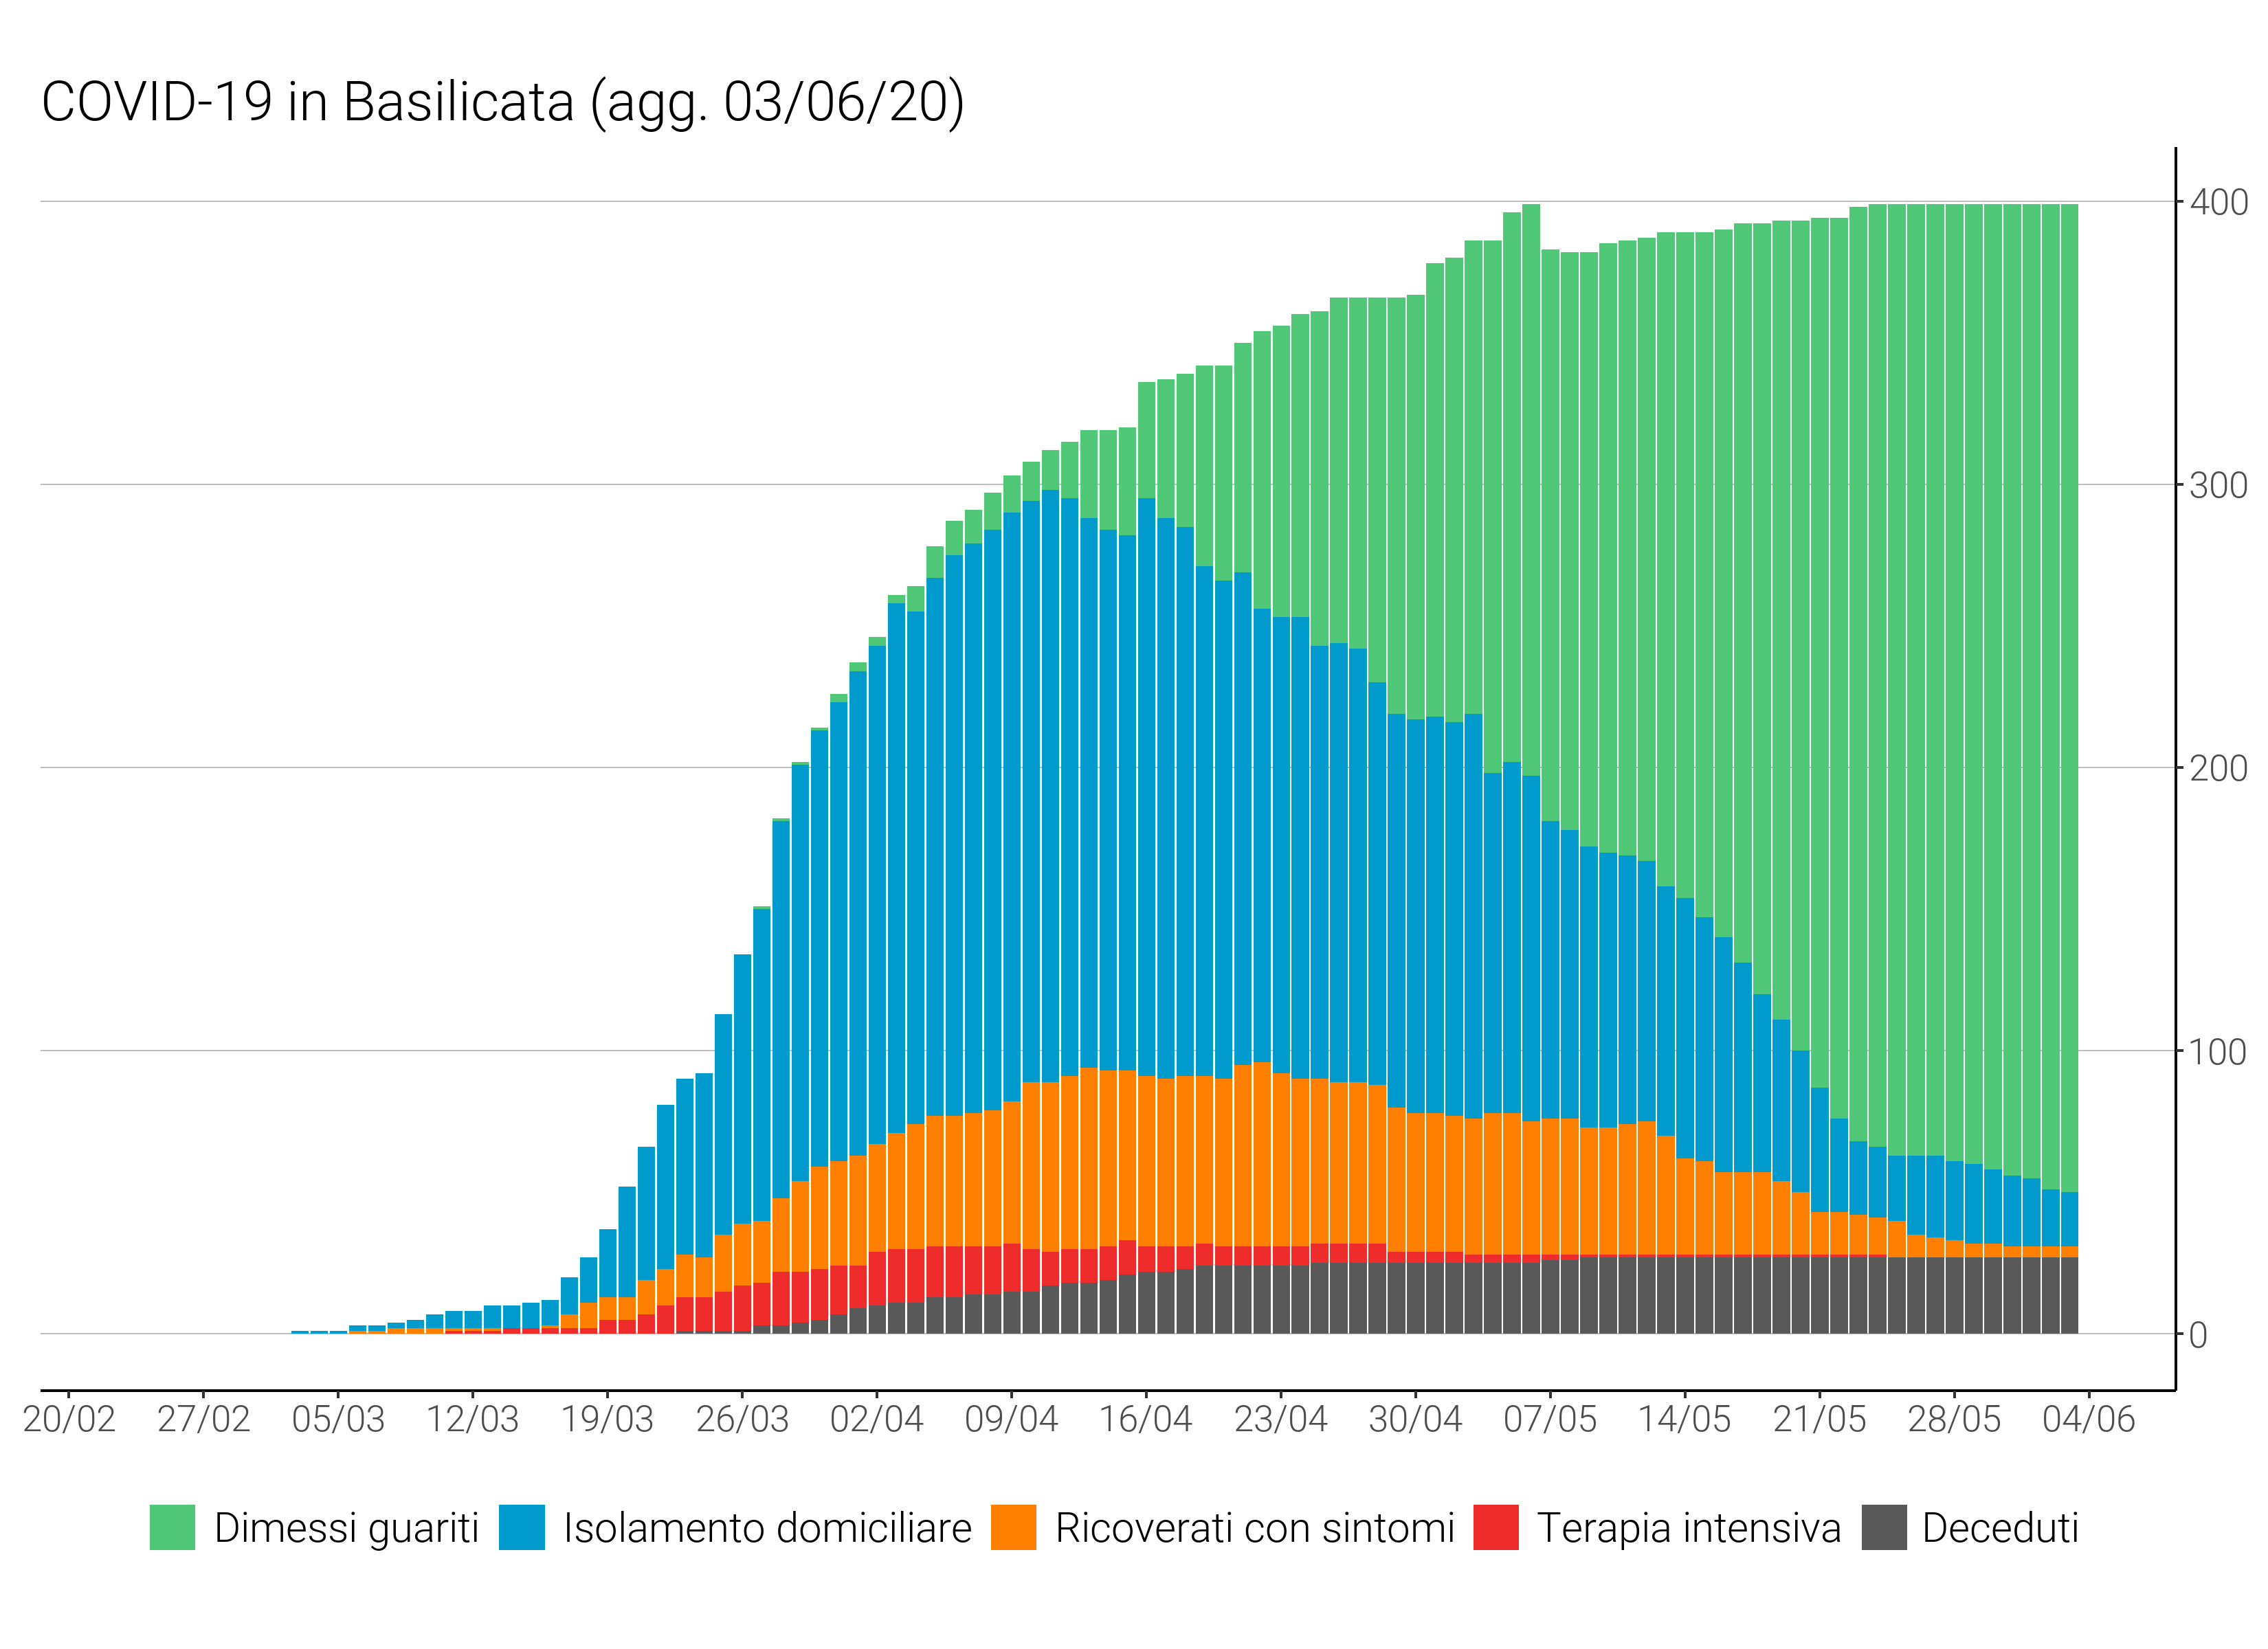 COVID-19 in Basilicata (agg. 03/06/20)
400
300
200
100
0
20/02 27/02 05/03 12/03 19/03 26/03 02/04 09/04 16/04 23/04 30/04 07/05 14/05 21/05 28/05 04/06
Dimessi guariti Isolamento domiciliare Ricoverati con sintomi Terapia intensiva Deceduti